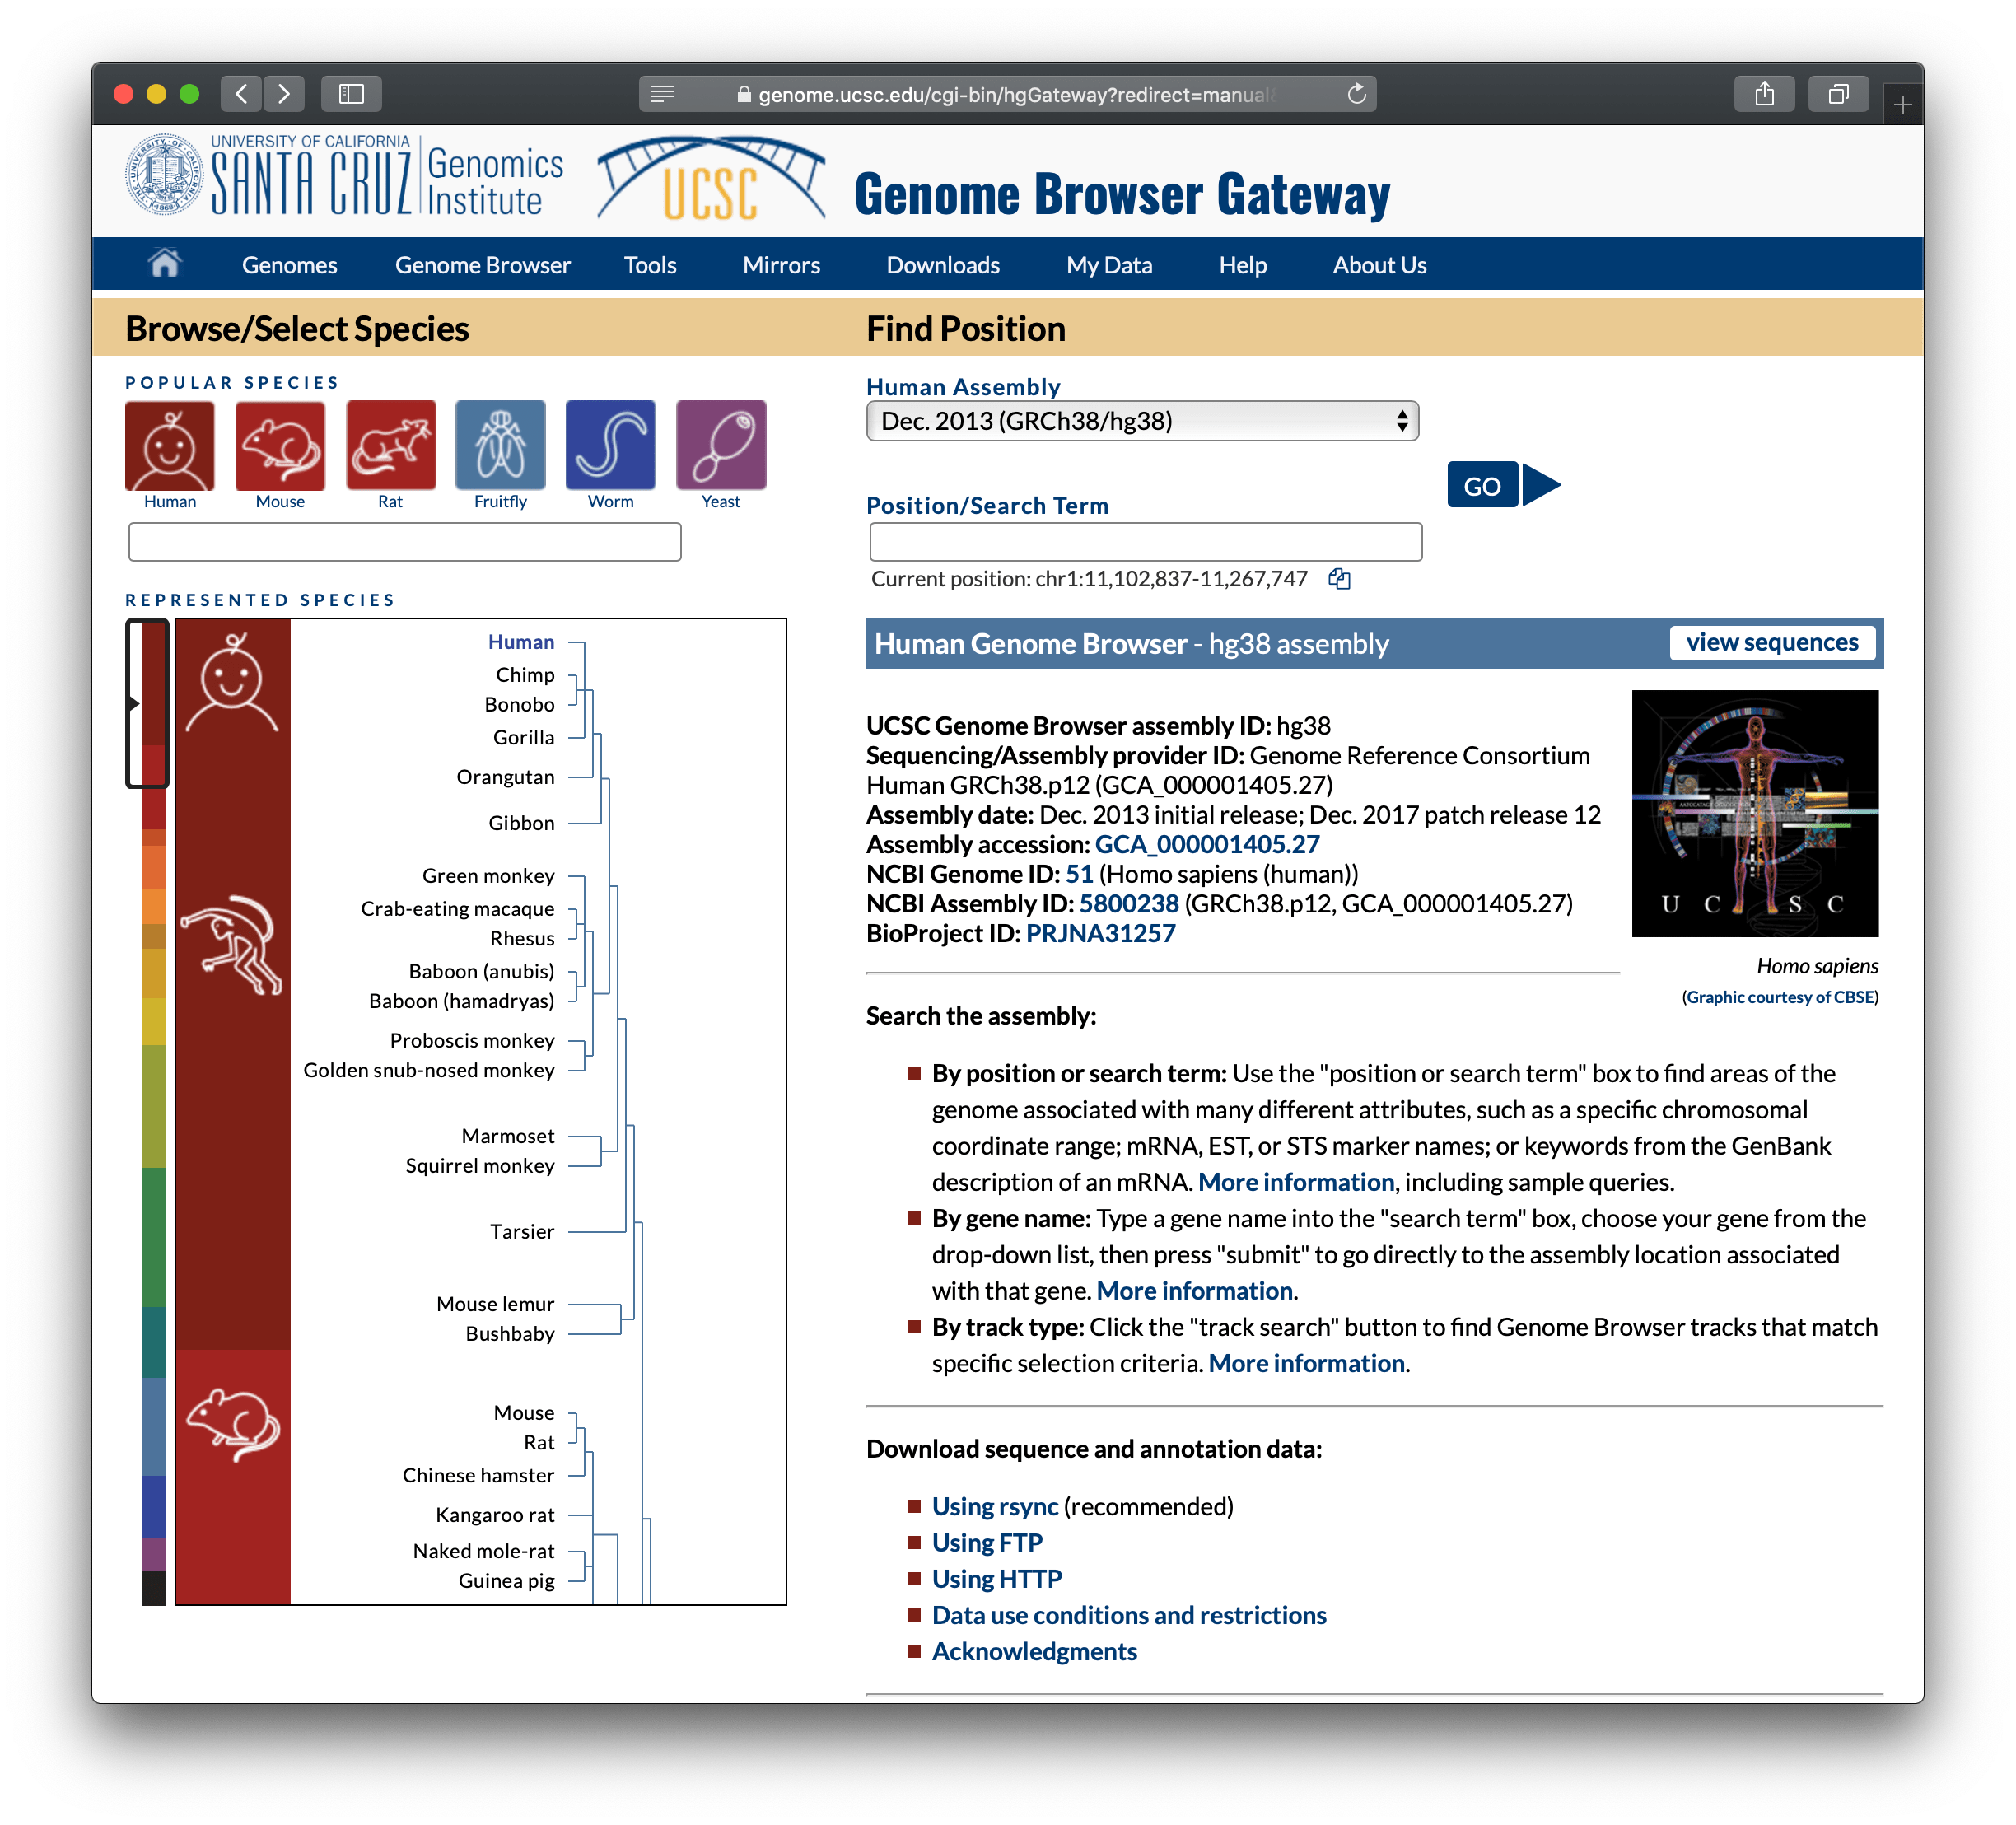 genome.ucsc.edu/cgi-bin/hgGateway?redirect=manual&
UNIVERSITY OF CALIFORNIA
SANTA CRUZ
Genomics
Institute
UCSC
Genome Browser Gateway
Genomes Genome Browser Tools Mirrors Downloads My Data Help About Us
Browse/Select Species
POPULAR SPECIES
Human Mouse Rat Fruitfly Worm Yeast
REPRESENTED SPECIES
Human
Chimp
Bonobo
Gorilla
Orangutan
Gibbon
Green monkey
Crab-eating macaque
Rhesus
Baboon (anubis)
Baboon (hamadryas)
Proboscis monkey
Golden snub-nosed monkey
Marmoset
Squirrel monkey
Tarsier
Mouse lemur
Bushbaby
Mouse
Rat
Chinese hamster
Kangaroo rat
Naked mole-rat
Guinea pig
Find Position
Human Assembly
Dec. 2013 (GRCh38/hg38)
GO
Position/Search Term
Current position: chr1:11,102,837-11,267,747
Human Genome Browser - hg38 assembly
view sequences
UCSC Genome Browser assembly ID: hg38
Sequencing/Assembly provider ID: Genome Reference Consortium
Human GRCh38.p12 (GCA_000001405.27)
Assembly date: Dec. 2013 initial release; Dec. 2017 patch release 12
Assembly accession: GCA_000001405.27
NCBI Genome ID: 51 (Homo sapiens (human))
NCBI Assembly ID: 5800238 (GRCh38.p12, GCA_000001405.27)
BioProject ID: PRJNA31257
U C S C
Homo sapiens
(Graphic courtesy of CBSE)
Search the assembly:
By position or search term: Use the "position or search term" box to find areas of the
genome associated with many different attributes, such as a specific chromosomal
coordinate range; mRNA, EST, or STS marker names; or keywords from the GenBank
description of an mRNA. More information, including sample queries.
By gene name: Type a gene name into the "search term" box, choose your gene from the
drop-down list, then press "submit" to go directly to the assembly location associated
with that gene. More information.
By track type: Click the "track search" button to find Genome Browser tracks that match
specific selection criteria. More information.
Download sequence and annotation data:
Using rsync (recommended)
Using FTP
Using HTTP
Data use conditions and restrictions
Acknowledgments